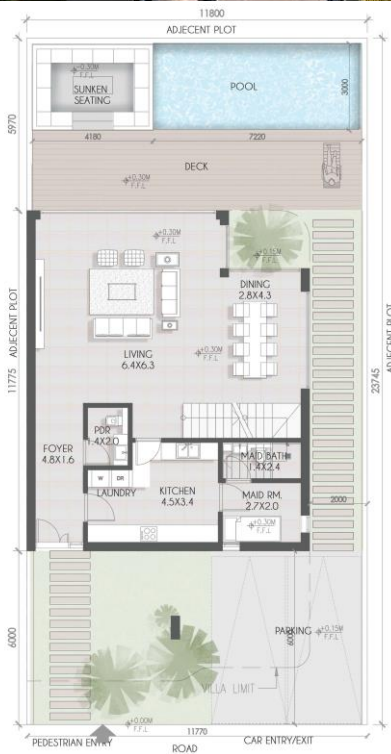 11800
ADJECENT PLOT
+0.30M
F.F.L
SUNKEN
SEATING
POOL
3000
5970
4180
7220
DECK
+0.30M
F.F.L
+0.30M
F.F.L
+0.15M
F.F.L
DINING
2.8X4.3
ADJECENT PLOT
11775
LIVING
6.4X6.3
+0.30M
F.F.L
ADJECENT PLOT
23745
PDR
1.4X2.0
FOYER
4.8X1.6
W
DR
LAUNDRY
KITCHEN
4.5X3.4
MAID BATH
1.4X2.4
MAID RM.
2.7X2.0
+0.30M
F.F.L
2000
6000
PARKING
+0.15M
F.F.L
6000
VILLA LIMIT
+0.00M
F.F.L
11770
PEDESTRIAN ENTRY
ROAD
CAR ENTRY/EXIT